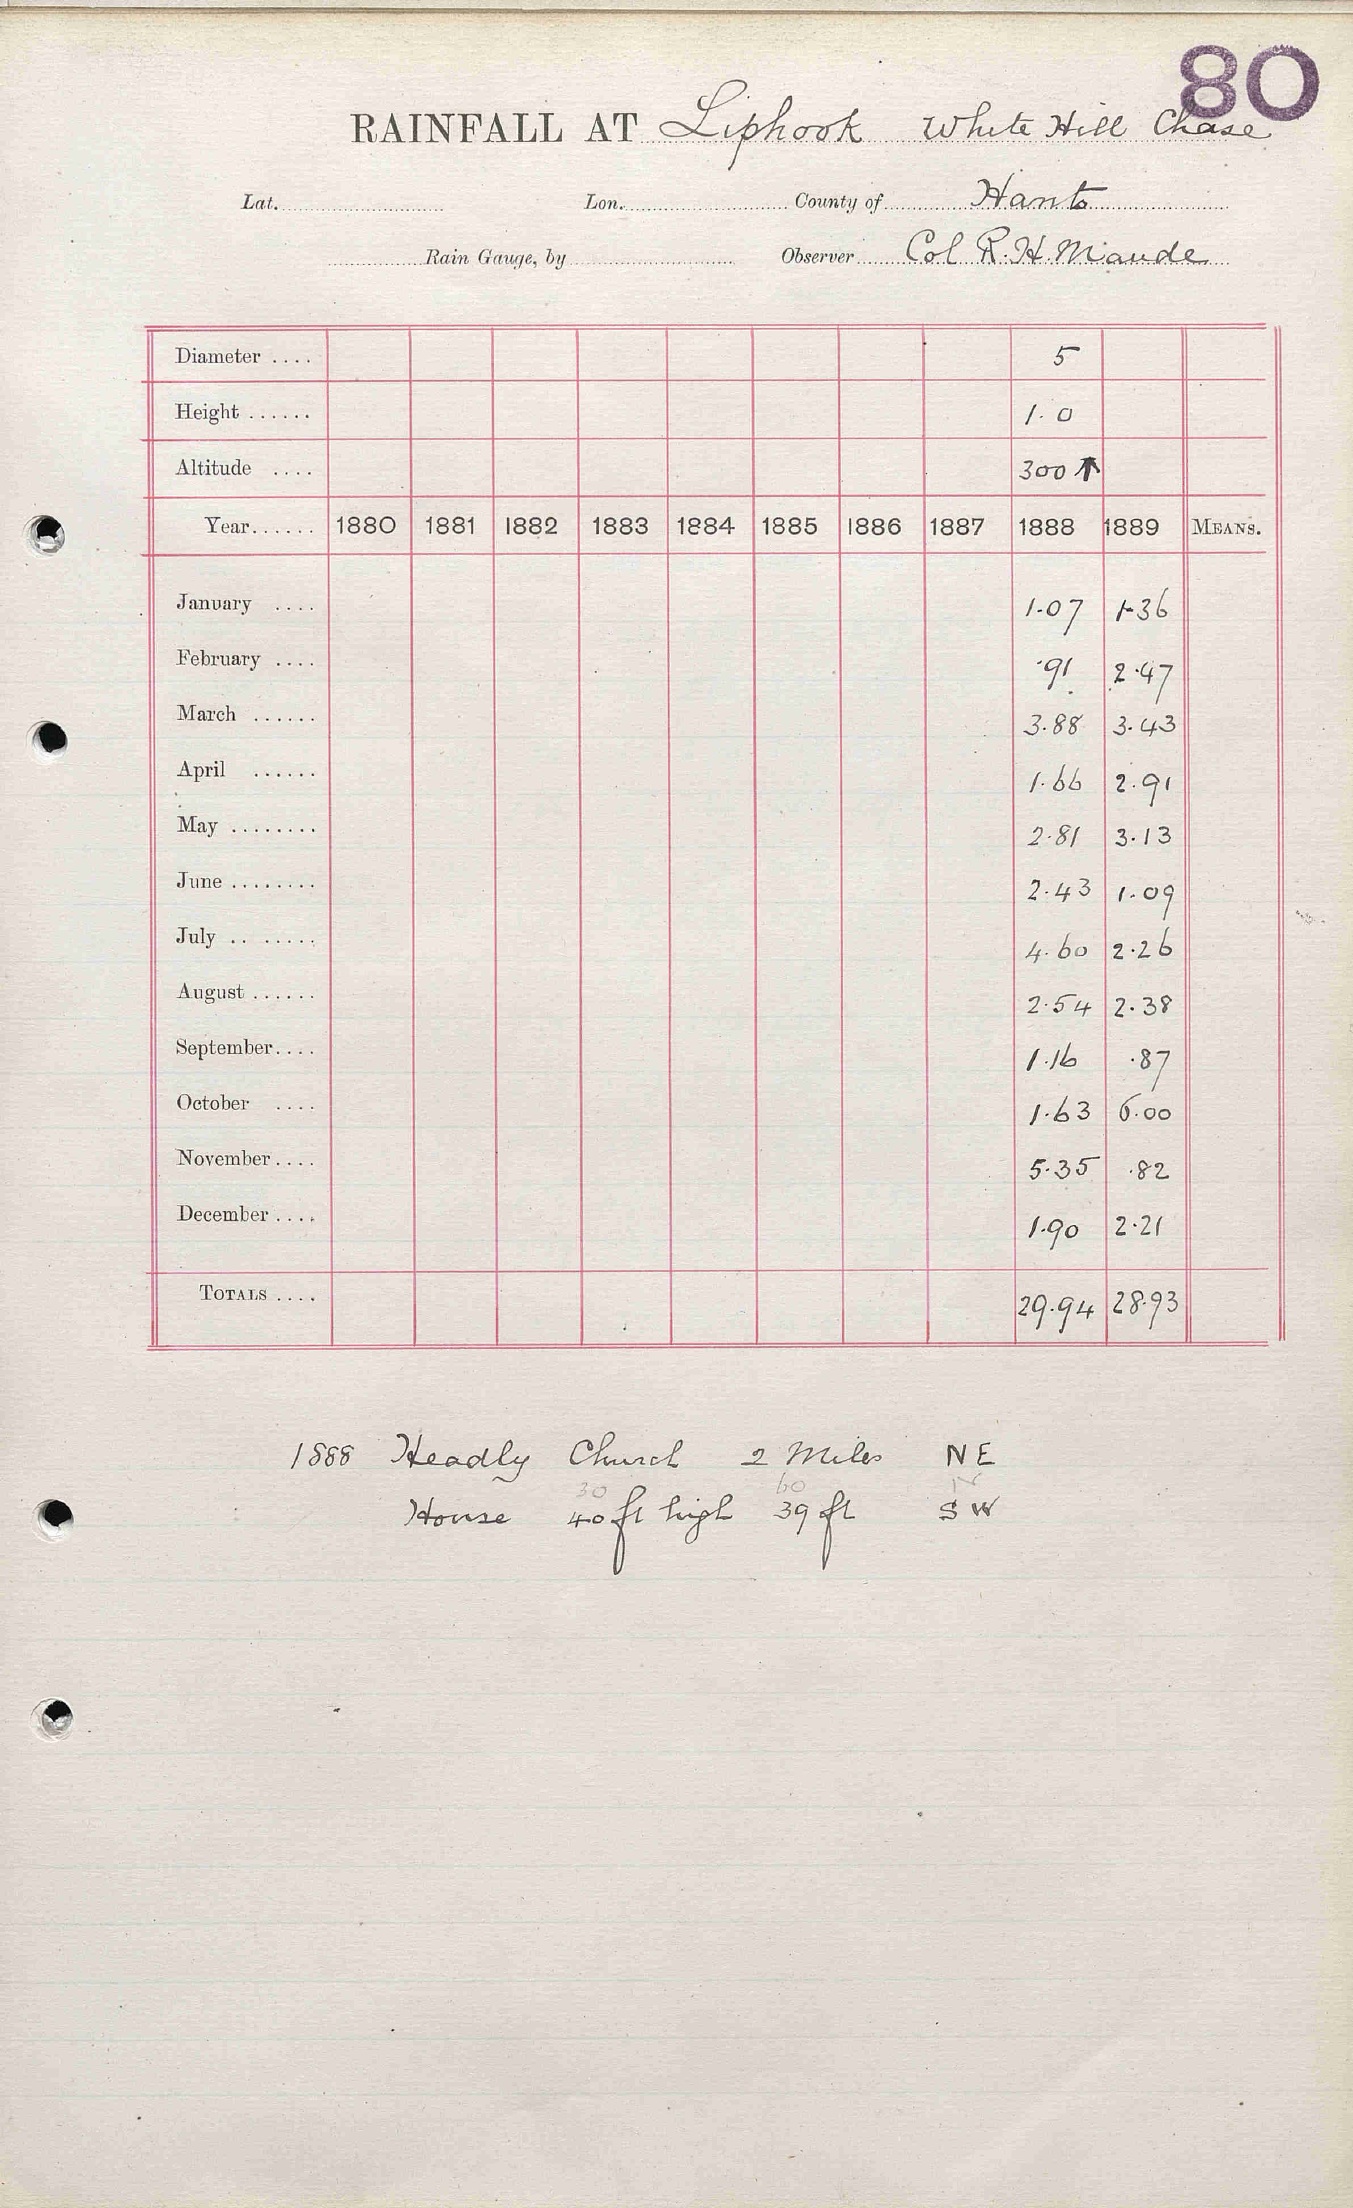 80
RAINFALL AT Liphook White Hill Chase
Lat. Lon. County of Hants
Rain Gauge, by Observer Col R. H. Maude
Diameter .... 5
Height ...... 1.0
Altitude .... 300 ↑
Year...... 1880 1881 1882 1883 1884 1885 1886 1887 1888 1889 MEANS.
January .... 1.07 1.36
February .... .91 2.47
March ...... 3.88 3.43
April ...... 1.66 2.91
May ........ 2.81 3.13
June ........ 2.43 1.09
July .. ...... 4.60 2.26
August ...... 2.54 2.38
September.... 1.16 .87
October .... 1.63 6.00
November.... 5.35 .82
December .... 1.90 2.21
TOTALS .... 29.94 28.93
1888 Headly Church 2 Miles NE
30 60 N
House 40 ft high 39 ft SW